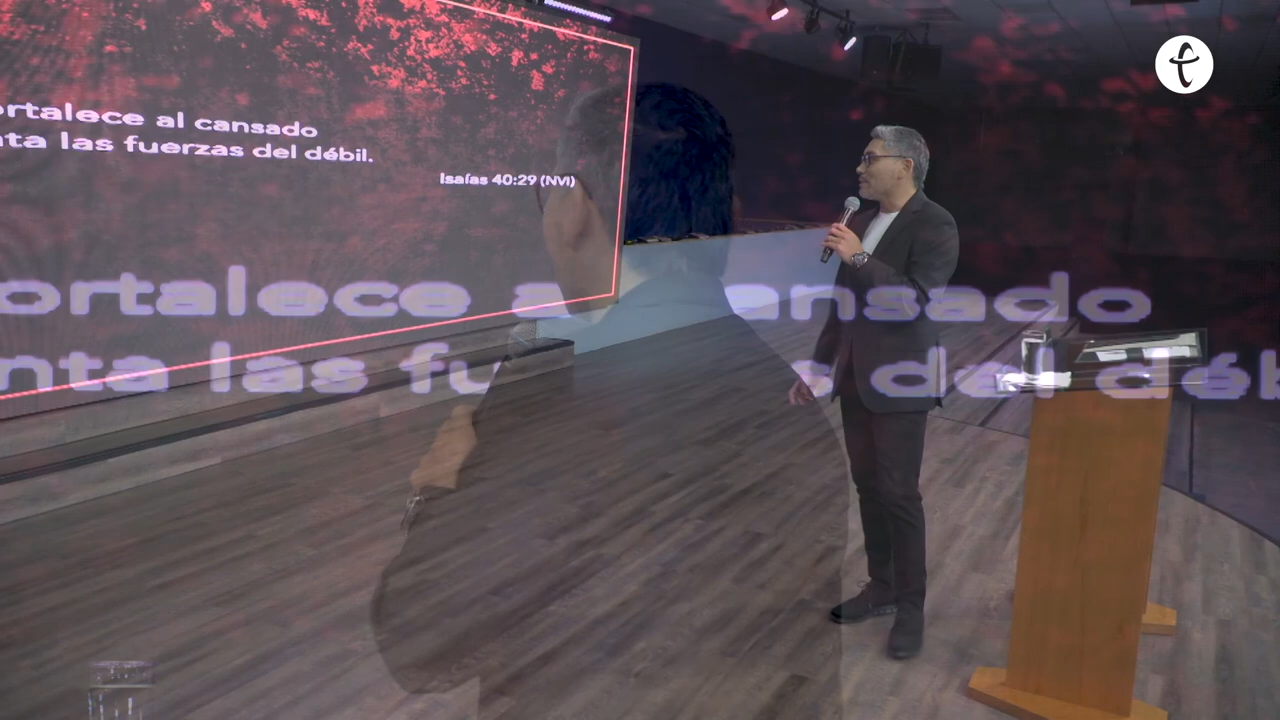 ortalece al cansado
nta las fuerzas del débil.
Isaías 40:29 (NVI)
ortalece a ansado
nta las fu s del déb